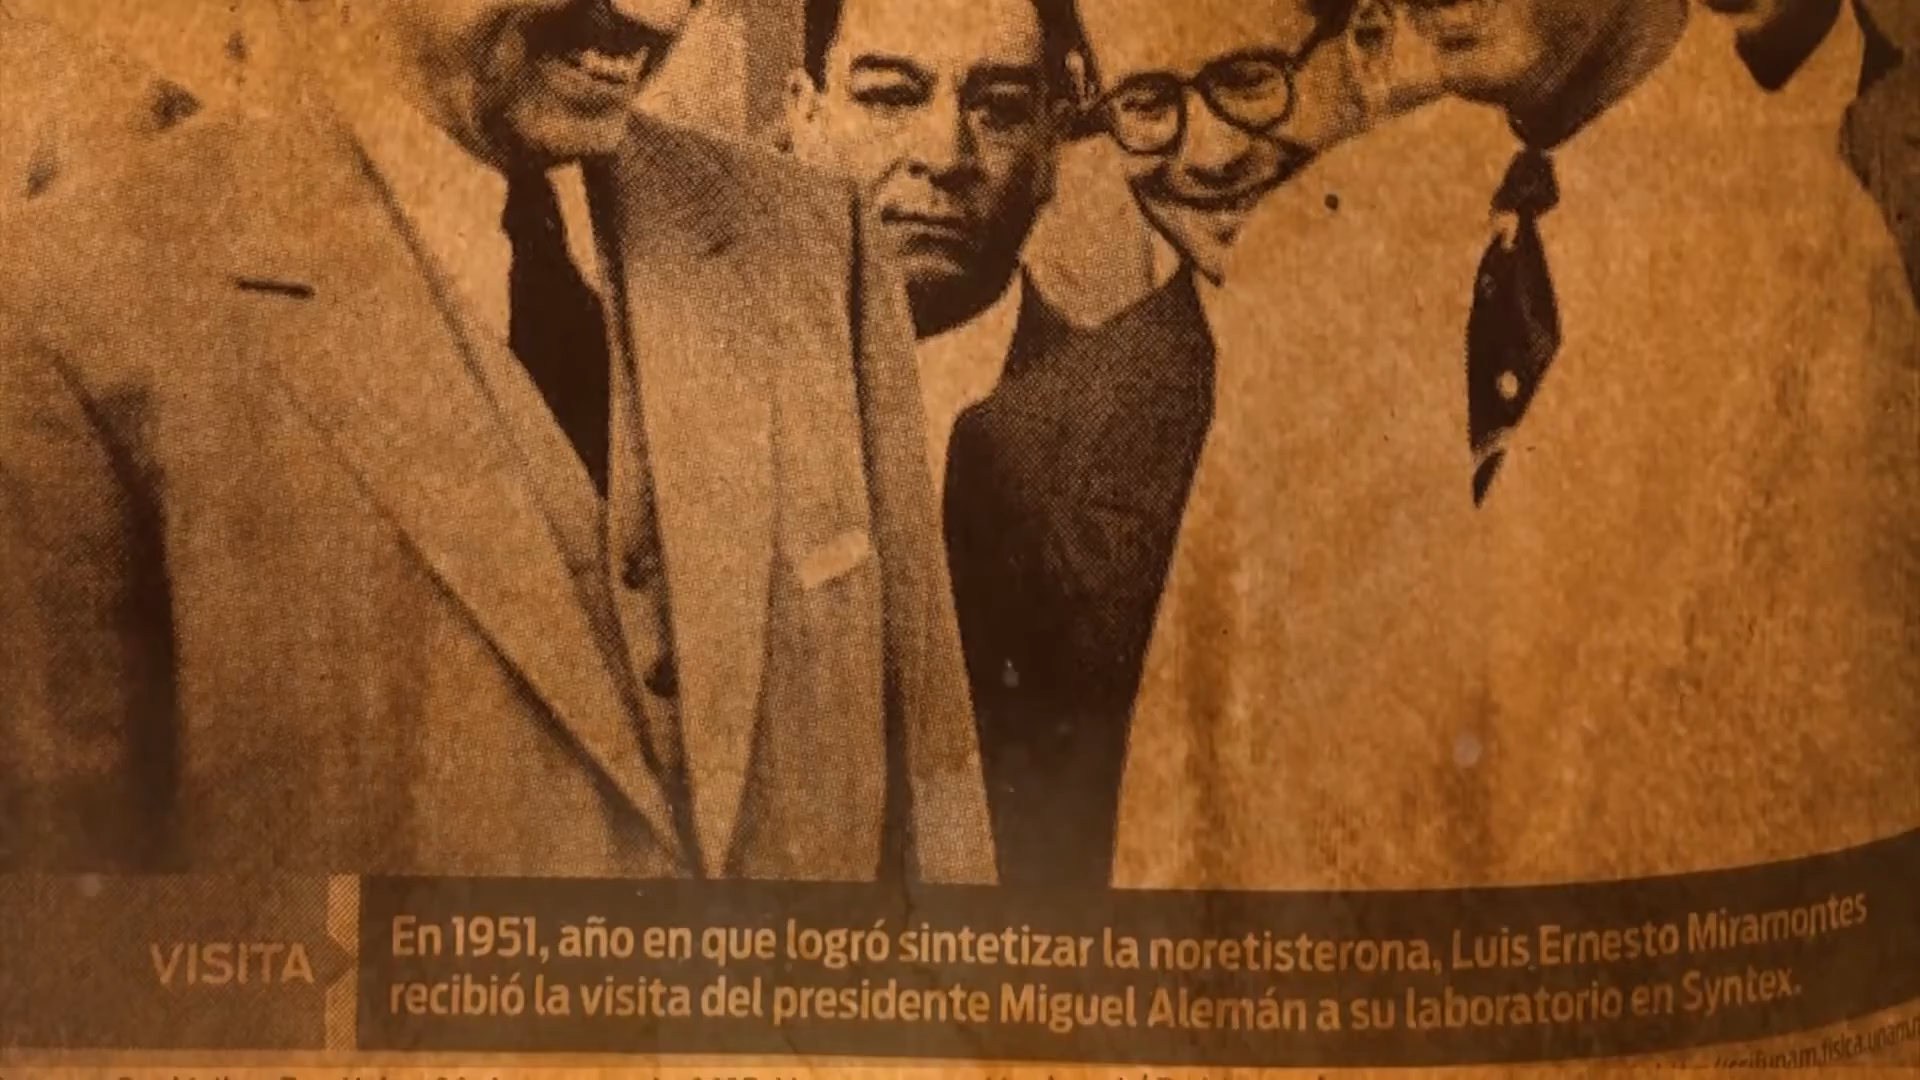 VISITA
En 1951, año en que logró sintetizar la noretisterona, Luis Ernesto Miramontes
recibió la visita del presidente Miguel Alemán a su laboratorio en Syntex.